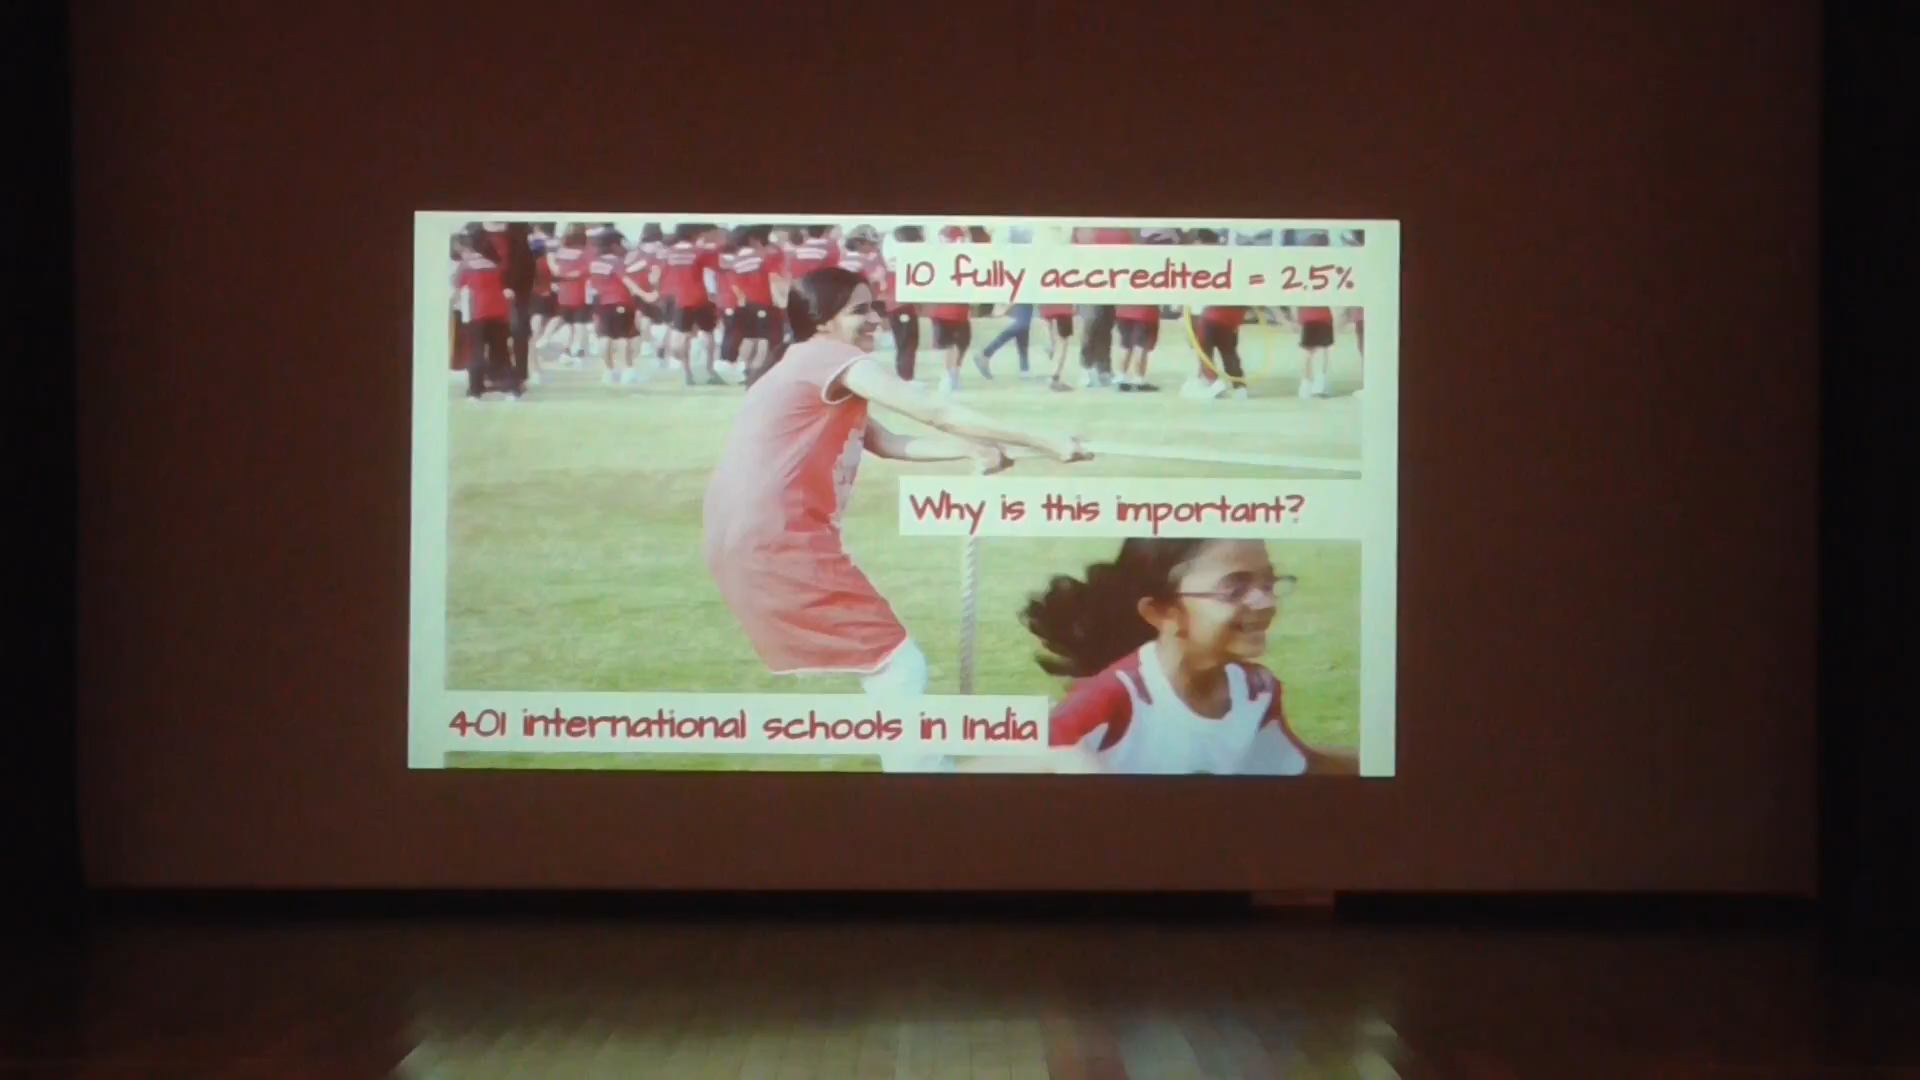 10 fully accredited = 2.5%
Why is this important?
401 international schools in India